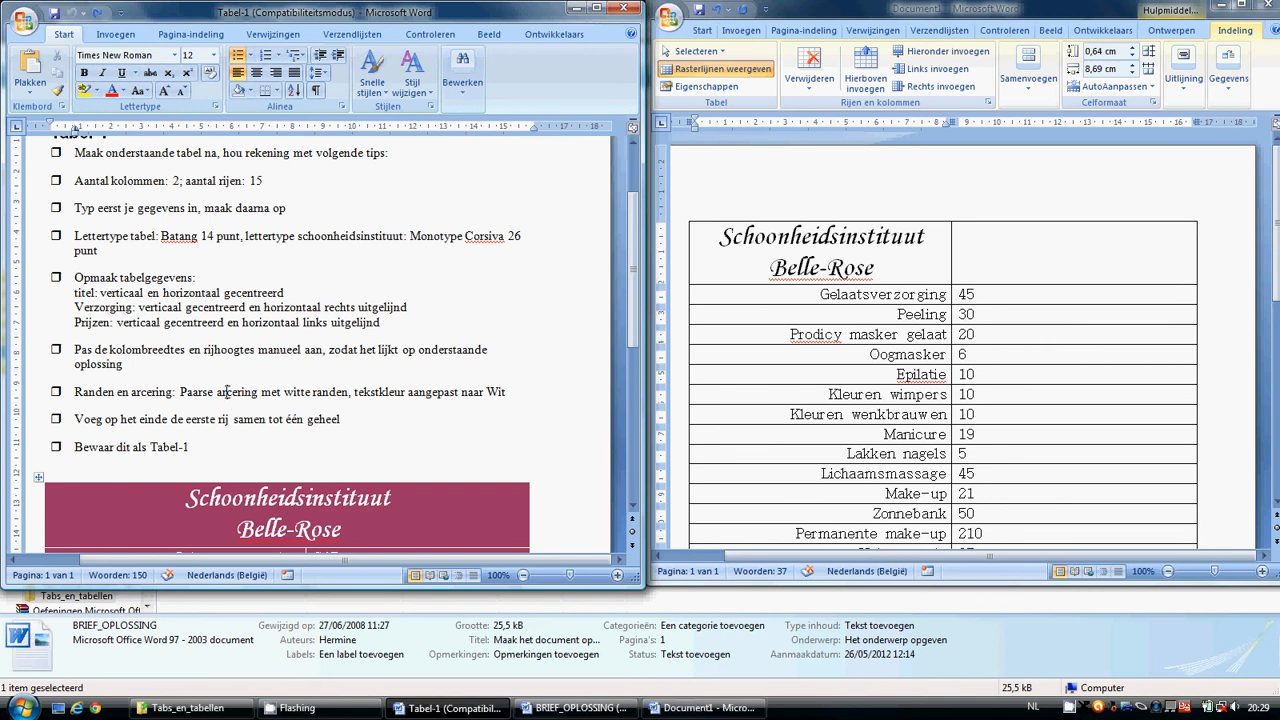 Tabel-1 (Compatibiliteitsmodus) - Microsoft Word
Start Invoegen Pagina-indeling Verwijzingen Verzendlijsten Controleren Beeld Ontwikkelaars
Times New Roman 12
Plakken
Snelle stijlen
Stijl wijzigen
Bewerken
Klembord Lettertype Alinea Stijlen
Maak onderstaande tabel na, hou rekening met volgende tips:
Aantal kolommen: 2; aantal rijen: 15
Typ eerst je gegevens in, maak daarna op
Lettertype tabel: Batang 14 punt, lettertype schoonheidsinstituut: Monotype Corsiva 26
punt
Opmaak tabelgegevens:
titel: verticaal en horizontaal gecentreerd
Verzorging: verticaal gecentreerd en horizontaal rechts uitgelijnd
Prijzen: verticaal gecentreerd en horizontaal links uitgelijnd
Pas de kolombreedtes en rijhoogtes manueel aan, zodat het lijkt op onderstaande
oplossing
Randen en arcering: Paarse arcering met witte randen, tekstkleur aangepast naar Wit
Voeg op het einde de eerste rij samen tot één geheel
Bewaar dit als Tabel-1
Schoonheidsinstituut
Belle-Rose
Pagina: 1 van 1 Woorden: 150 Nederlands (België) 100%
Document1 - Microsoft Word Hulpmiddel...
Start Invoegen Pagina-indeling Verwijzingen Verzendlijsten Controleren Beeld Ontwikkelaars Ontwerpen Indeling
Selecteren
Rasterlijnen weergeven
Eigenschappen
Tabel
Verwijderen
Hierboven invoegen
Hieronder invoegen
Links invoegen
Rechts invoegen
Rijen en kolommen
Samenvoegen
0,64 cm
8,69 cm
AutoAanpassen
Celformaat
Uitlijning
Gegevens
Schoonheidsinstituut
Belle-Rose
Gelaatsverzorging 45
Peeling 30
Prodicy masker gelaat 20
Oogmasker 6
Epilatie 10
Kleuren wimpers 10
Kleuren wenkbrauwen 10
Manicure 19
Lakken nagels 5
Lichaamsmassage 45
Make-up 21
Zonnebank 50
Permanente make-up 210
Pagina: 1 van 1 Woorden: 37 Nederlands (België) 100%
Tabs_en_tabellen
Oefeningen Microsoft Of
BRIEF_OPLOSSING Gewijzigd op: 27/06/2008 11:27 Grootte: 25,5 kB Categorieën: Een categorie toevoegen Type inhoud: Tekst toevoegen
Microsoft Office Word 97 - 2003 document Auteurs: Hermine Titel: Maak het document op... Pagina's: 1 Onderwerp: Het onderwerp opgeven
Labels: Een label toevoegen Opmerkingen: Opmerkingen toevoegen Status: Tekst toevoegen Aanmaakdatum: 26/05/2012 12:14
1 item geselecteerd 25,5 kB Computer
Tabs_en_tabellen Flashing Tabel-1 (Compatibil... BRIEF_OPLOSSING (... Document1 - Micros... NL 20:29